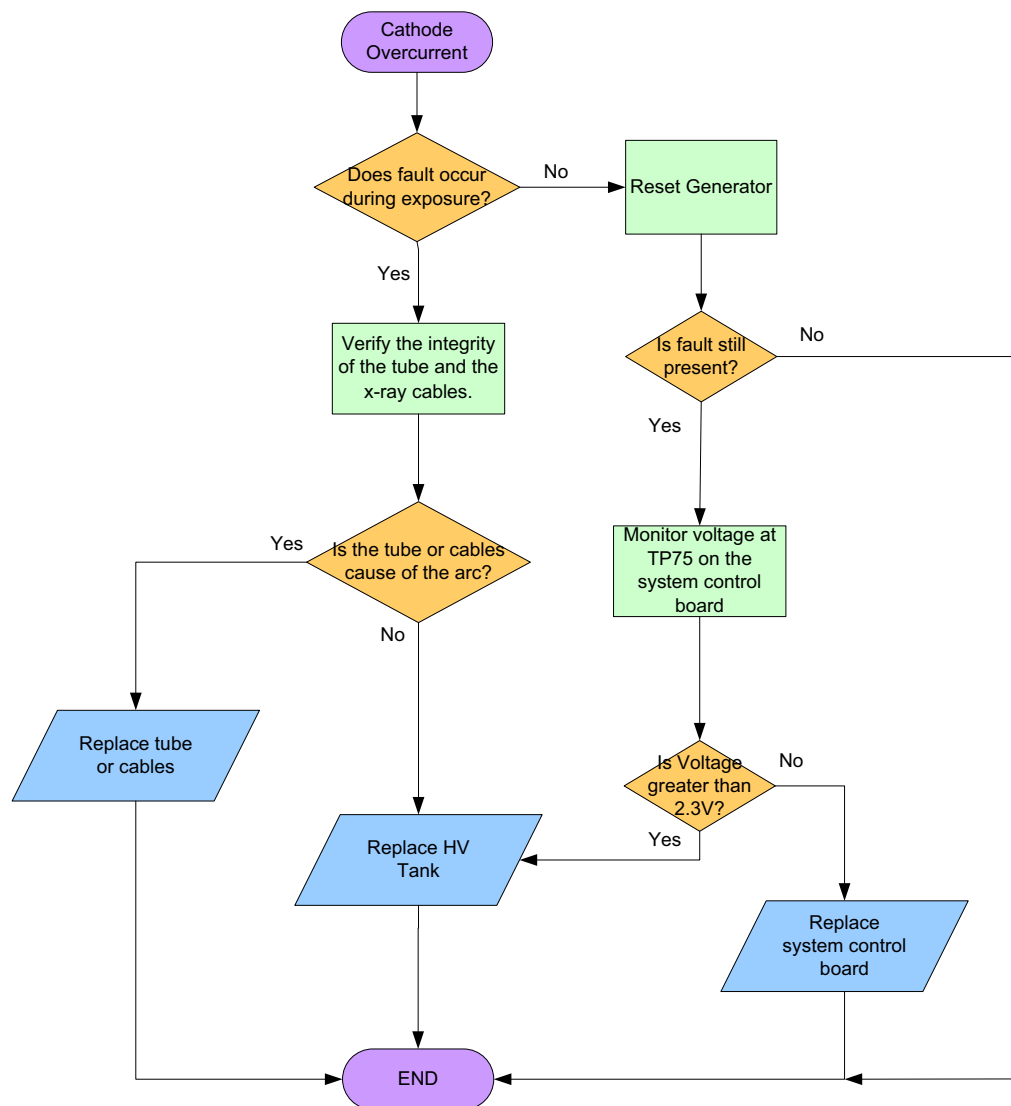 Cathode
Overcurrent
Does fault occur
during exposure?
No
Reset Generator
Yes
Verify the integrity
of the tube and the
x-ray cables.
Is fault still
present?
No
Yes
Monitor voltage at
TP75 on the
system control
board
Yes
Is the tube or cables
cause of the arc?
No
Replace tube
or cables
Is Voltage
greater than
2.3V?
No
Yes
Replace HV
Tank
Replace
system control
board
END